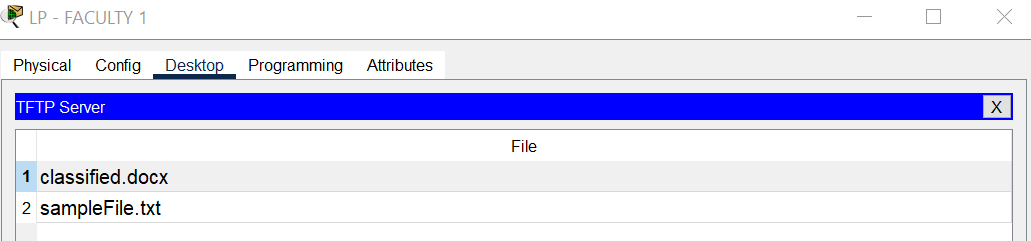 LP - FACULTY 1
Physical Config Desktop Programming Attributes
TFTP Server X
File
1 classified.docx
2 sampleFile.txt